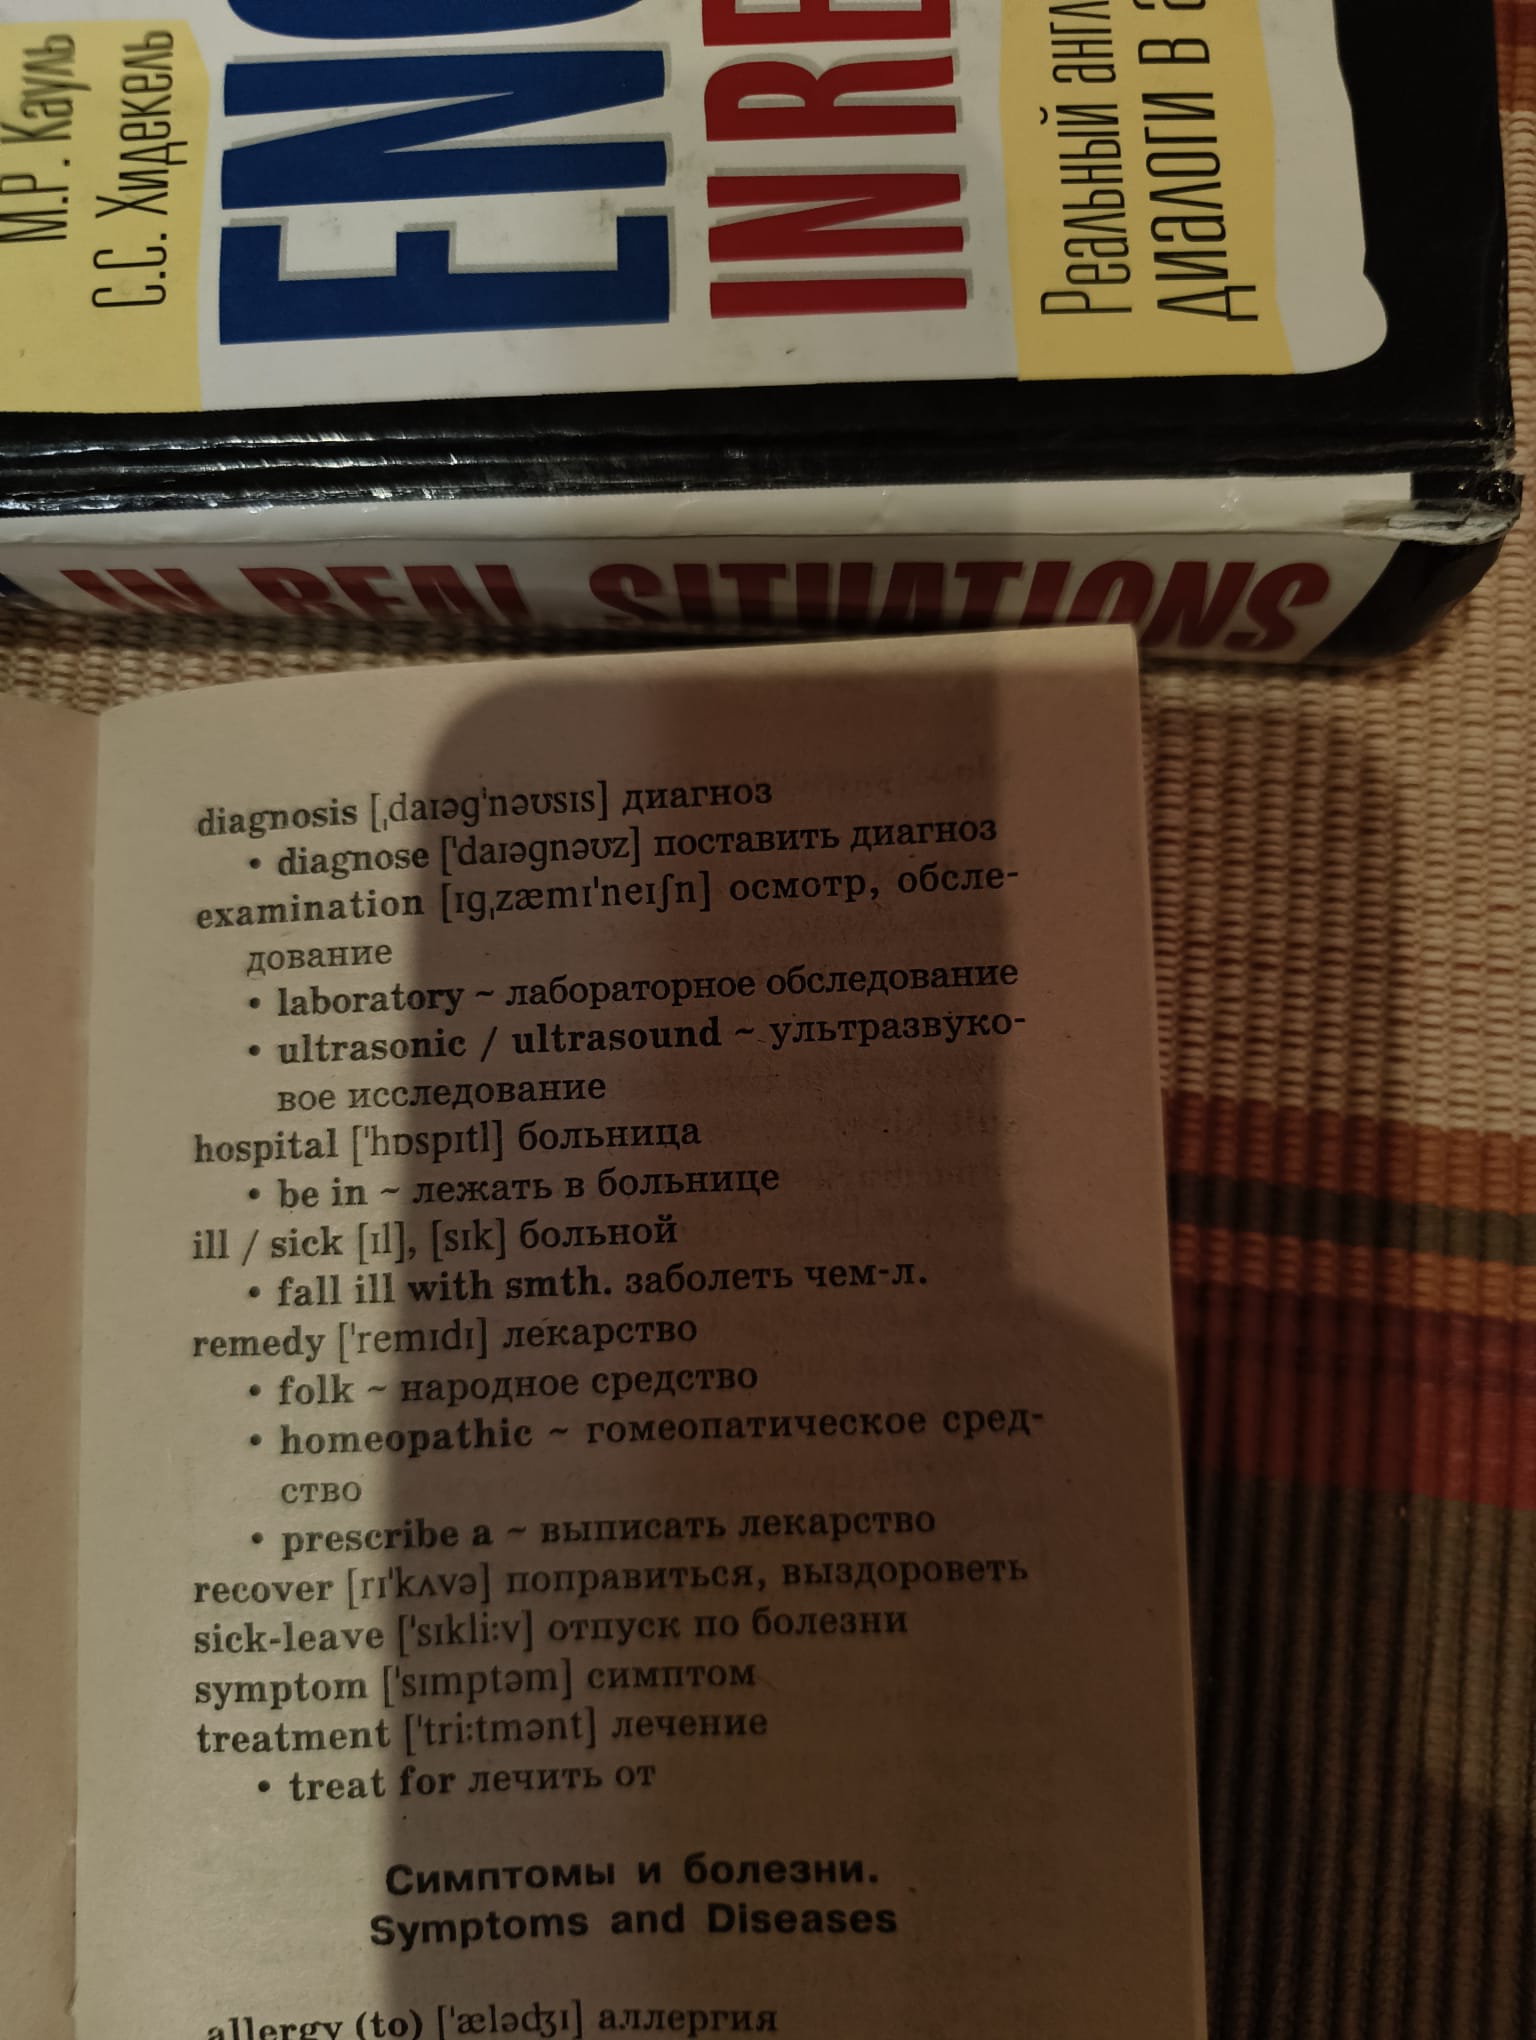 М.Р. Кауль
С.С. Хидекель
ENG
IN RE
Реальный англ
диалоги в
IN REAL SITUATIONS
diagnosis [ˌdaɪəgˈnəʊsɪs] диагноз
• diagnose [ˈdaɪəgnəʊz] поставить диагноз
examination [ɪgˌzæmɪˈneɪʃn] осмотр, обсле-
дование
• laboratory ~ лабораторное обследование
• ultrasonic / ultrasound ~ ультразвуко-
вое исследование
hospital [ˈhɒspɪtl] больница
• be in ~ лежать в больнице
ill / sick [ɪl], [sɪk] больной
• fall ill with smth. заболеть чем-л.
remedy [ˈremɪdɪ] лекарство
• folk ~ народное средство
• homeopathic ~ гомеопатическое сред-
ство
• prescribe a ~ выписать лекарство
recover [rɪˈkʌvə] поправиться, выздороветь
sick-leave [ˈsɪkli:v] отпуск по болезни
symptom [ˈsɪmptəm] симптом
treatment [ˈtri:tmənt] лечение
• treat for лечить от
Симптомы и болезни.
Symptoms and Diseases
allergy (to) [ˈælədʒɪ] аллергия